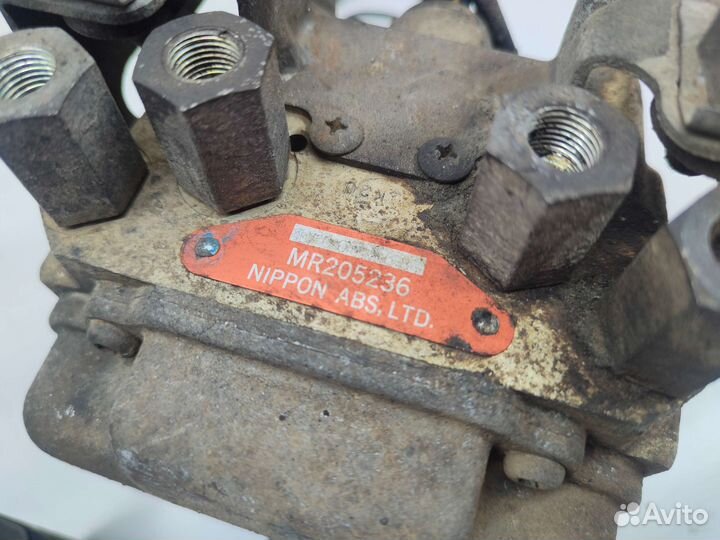 MR205236
NIPPON ABS, LTD.
Avito